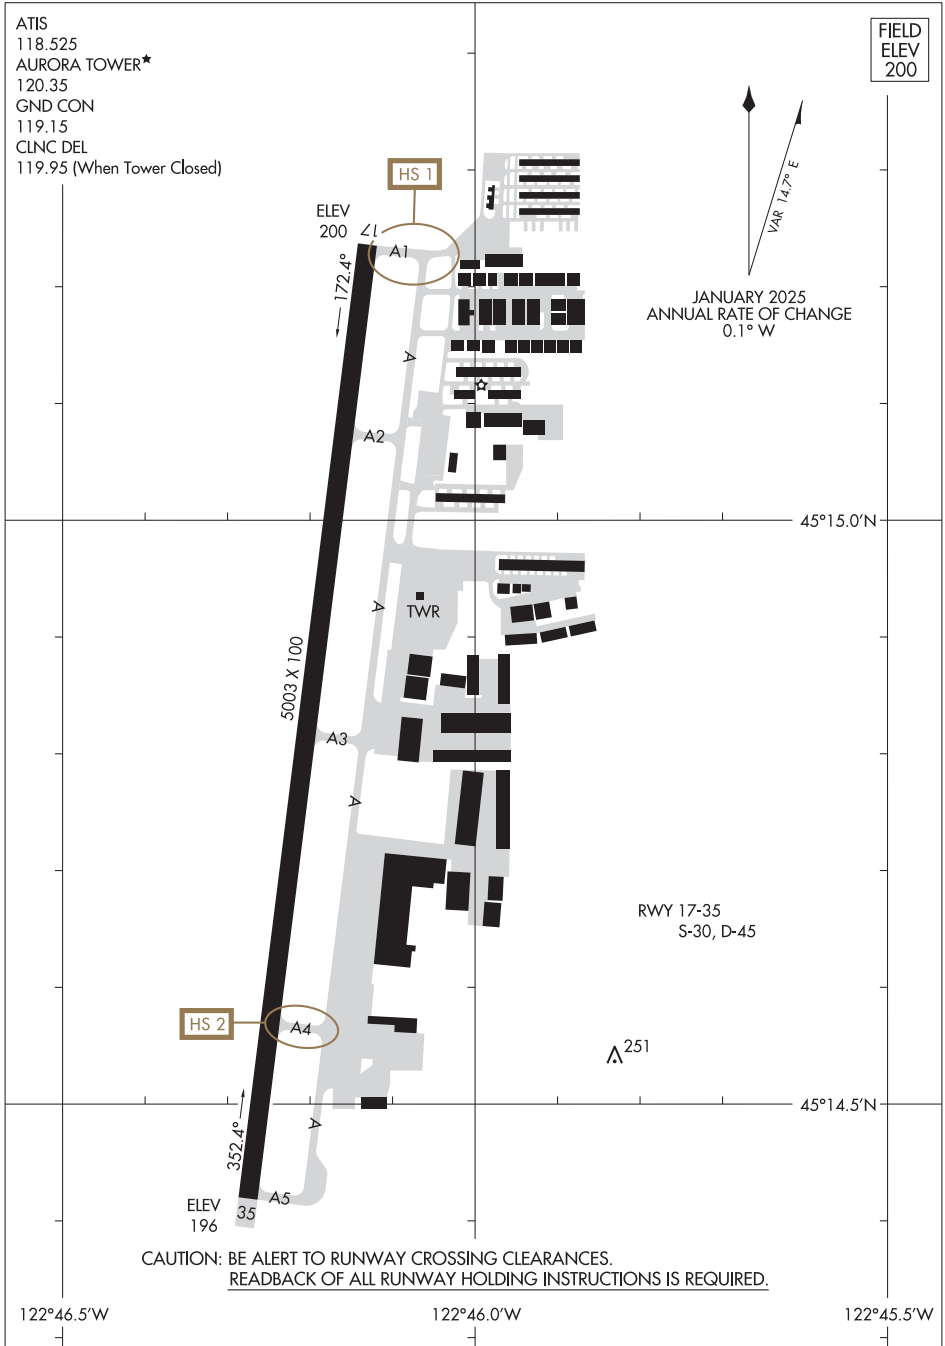 ATIS
118.525
AURORA TOWER★
120.35
GND CON
119.15
CLNC DEL
119.95 (When Tower Closed)
FIELD
ELEV
200
HS 1
VAR 14.7° E
ELEV
200
17
A1
172.4°
JANUARY 2025
ANNUAL RATE OF CHANGE
0.1° W
A
A2
45°15.0'N
A
TWR
5003 X 100
A3
A
RWY 17-35
S-30, D-45
HS 2
A4
251
45°14.5'N
352.4°
A
A5
ELEV
196
35
CAUTION: BE ALERT TO RUNWAY CROSSING CLEARANCES.
READBACK OF ALL RUNWAY HOLDING INSTRUCTIONS IS REQUIRED.
122°46.5'W
122°46.0'W
122°45.5'W